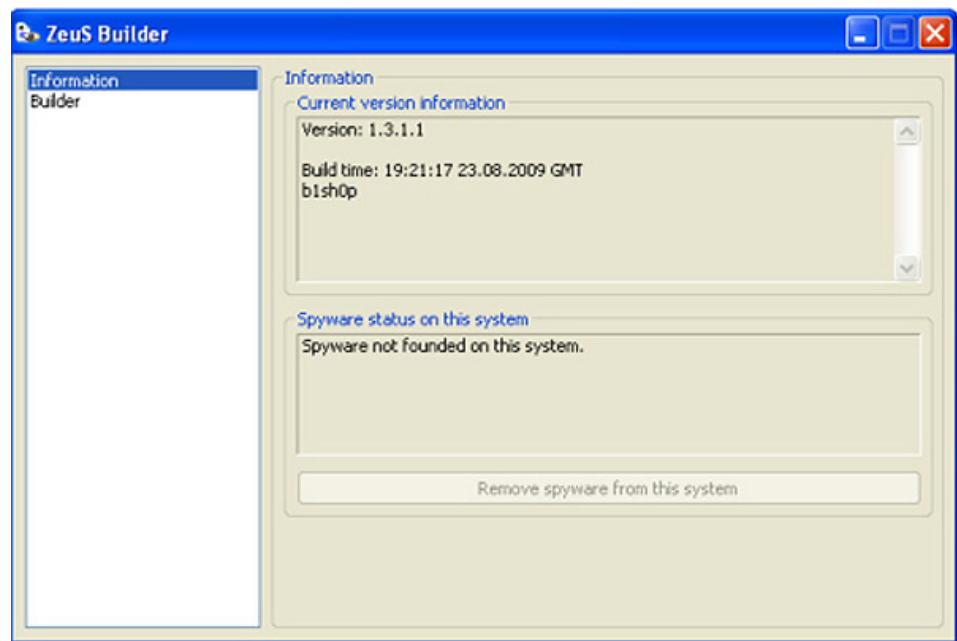 ZeuS Builder
Information
Builder
Information
Current version information
Version: 1.3.1.1
Build time: 19:21:17 23.08.2009 GMT
b1sh0p
Spyware status on this system
Spyware not founded on this system.
Remove spyware from this system